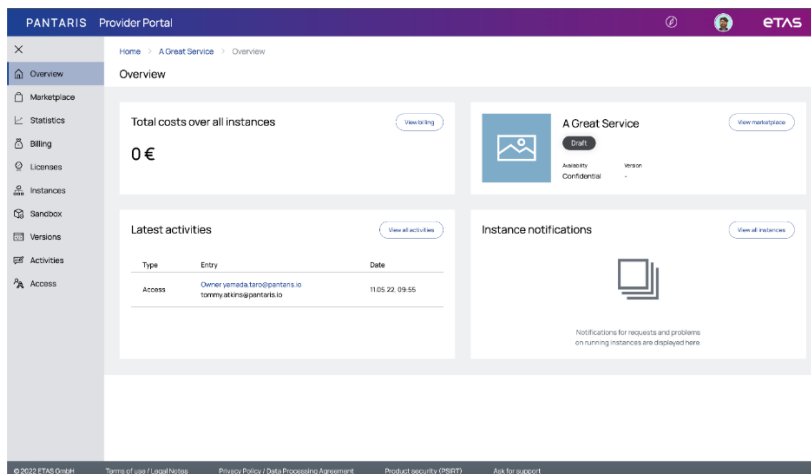 PANTARIS Provider Portal
ETAS
Home > A Great Service > Overview
Overview
Overview
Marketplace
Statistics
Billing
Licenses
Instances
Sandbox
Versions
Activities
Access
Total costs over all instances
View billing
0 €
A Great Service
View marketplace
Draft
Availability Version
Confidential -
Latest activities
View all activities
Type Entry Date
Access Owner yamada.taro@pantaris.io 11.05.22, 09:55
tommy.atkins@pantaris.io
Instance notifications
View all instances
Notifications for requests and problems
on running instances are displayed here
© 2022 ETAS GmbH Terms of use / Legal Notes Privacy Policy / Data Processing Agreement Product security (PSIRT) Ask for support